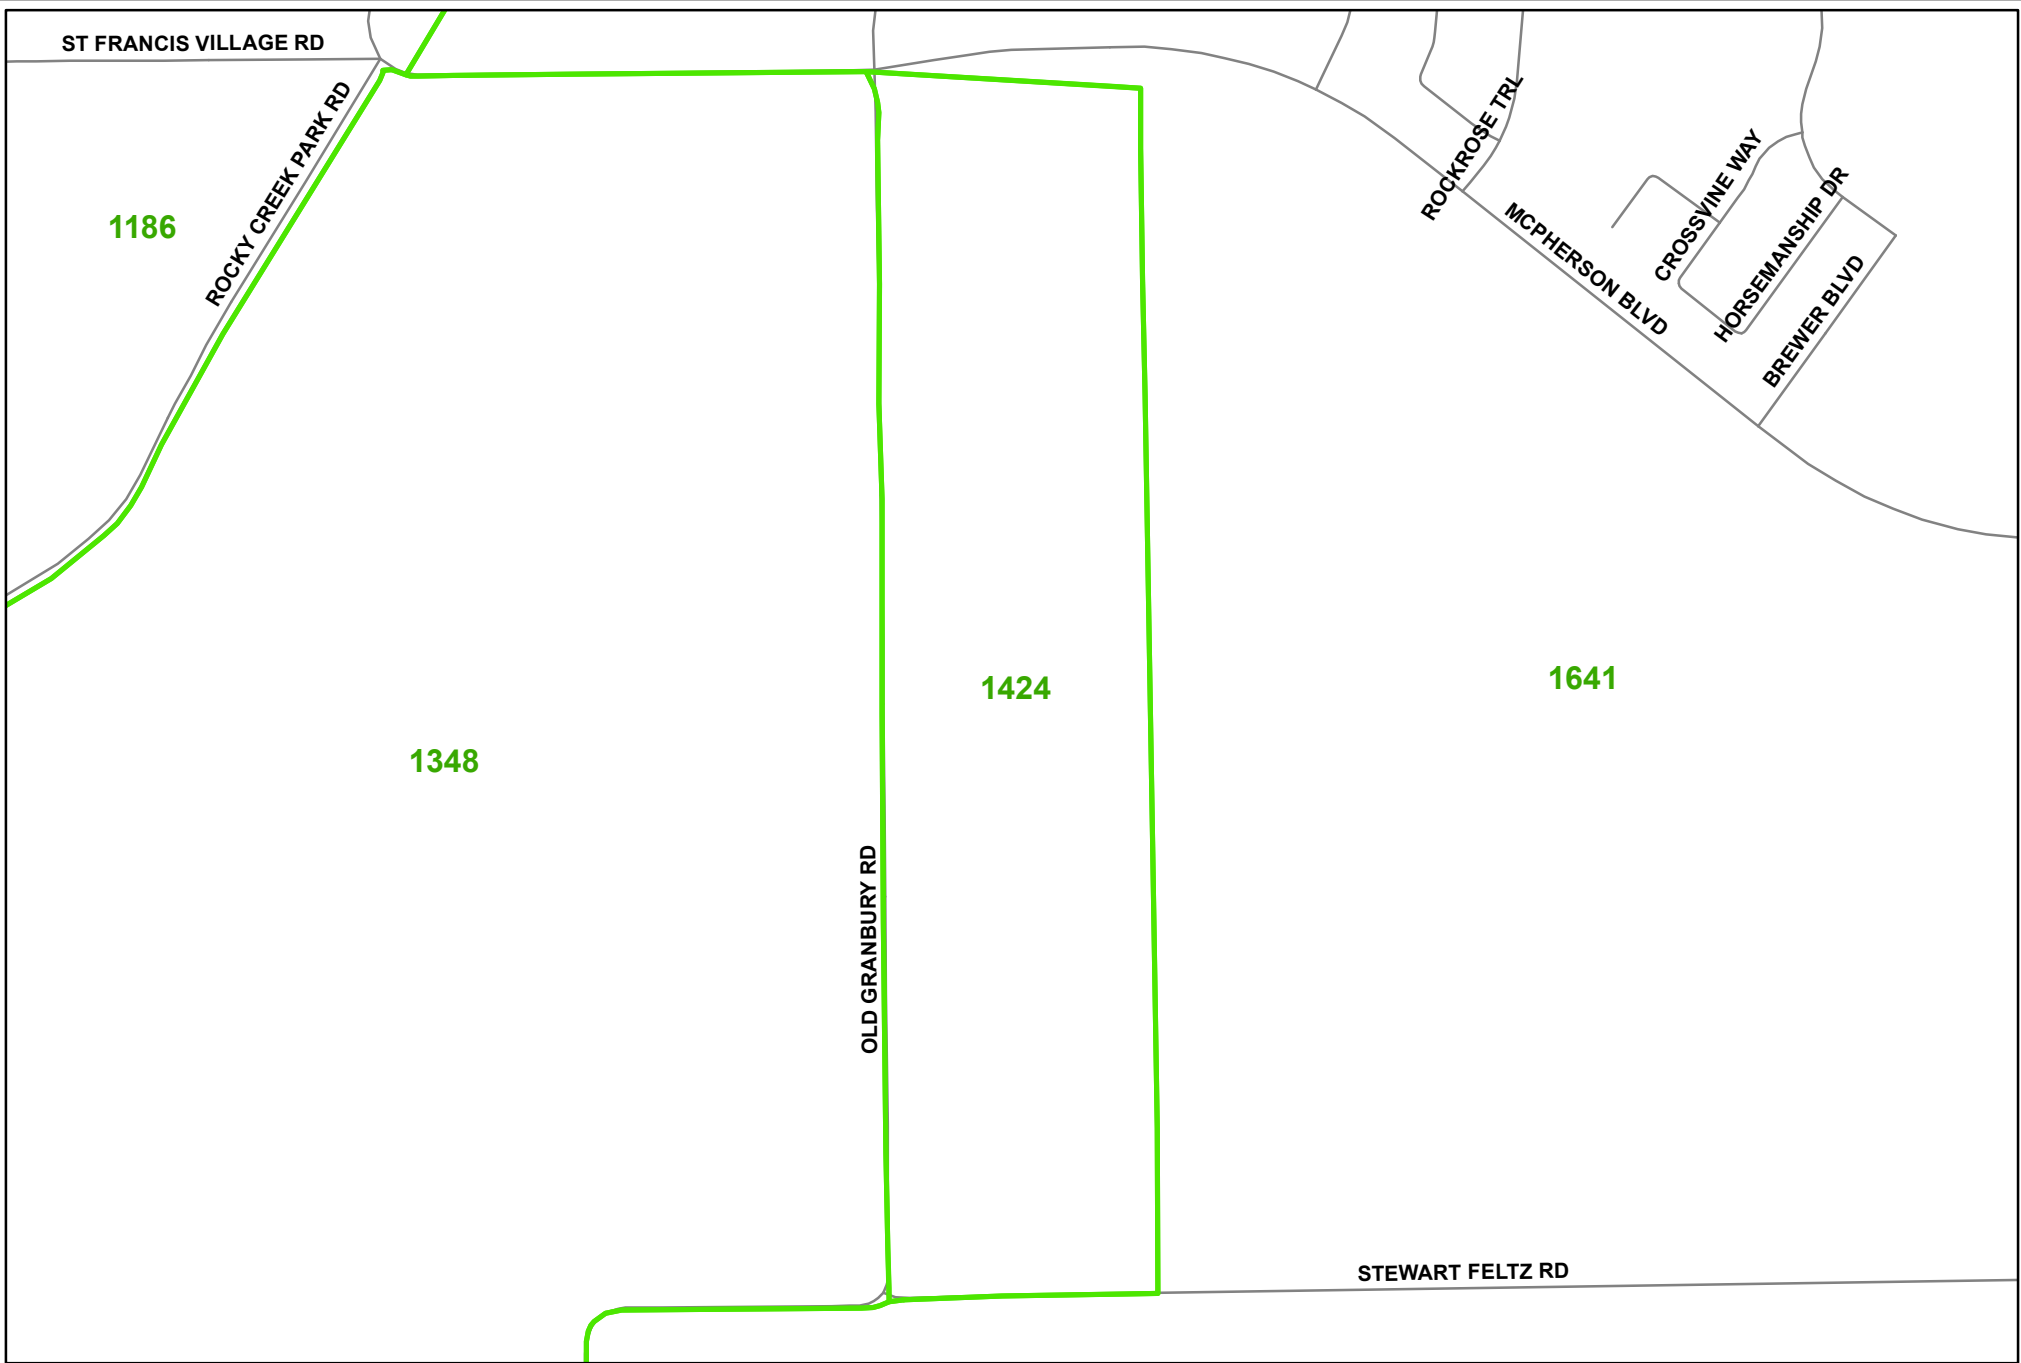 ST FRANCIS VILLAGE RD
ROCKY CREEK PARK RD
ROCKROSE TRL
CROSSVINE WAY
HORSEMANSHIP DR
MCPHERSON BLVD
BREWER BLVD
1186
1424
1641
1348
OLD GRANBURY RD
STEWART FELTZ RD